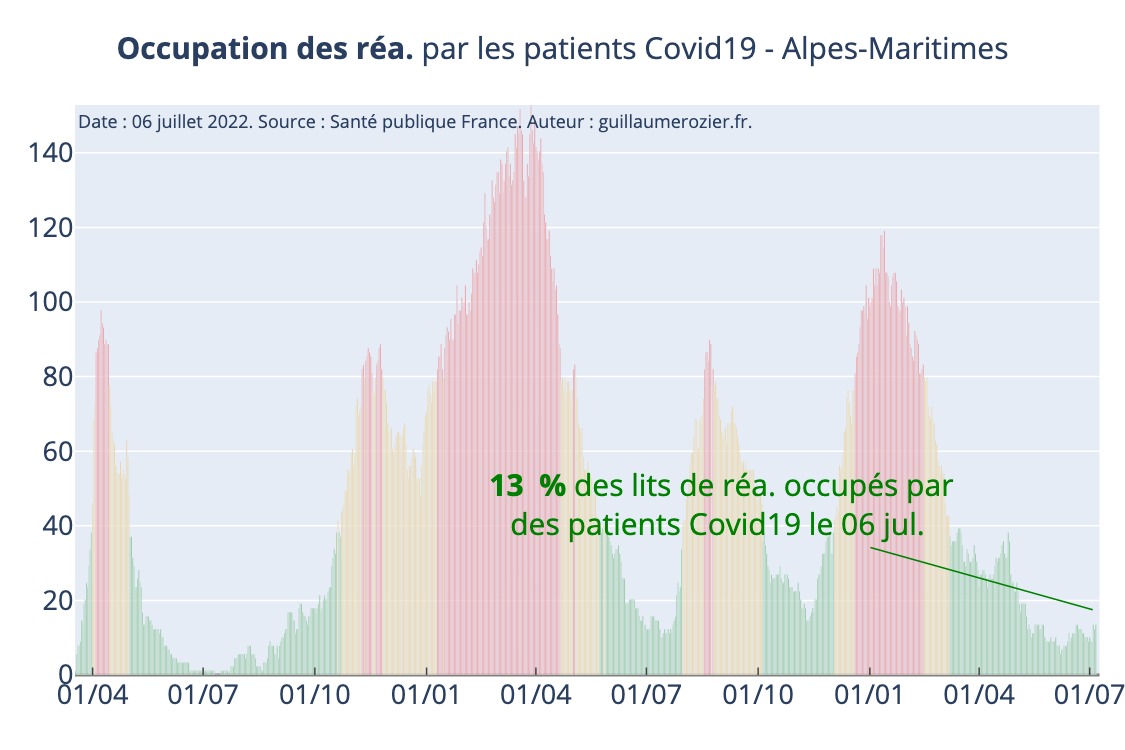 Occupation des réa. par les patients Covid19 - Alpes-Maritimes
Date : 06 juillet 2022. Source : Santé publique France. Auteur : guillaumerozier.fr.
140
120
100
80
60
40
20
0
13 % des lits de réa. occupés par
des patients Covid19 le 06 jul.
01/04 01/07 01/10 01/01 01/04 01/07 01/10 01/01 01/04 01/07